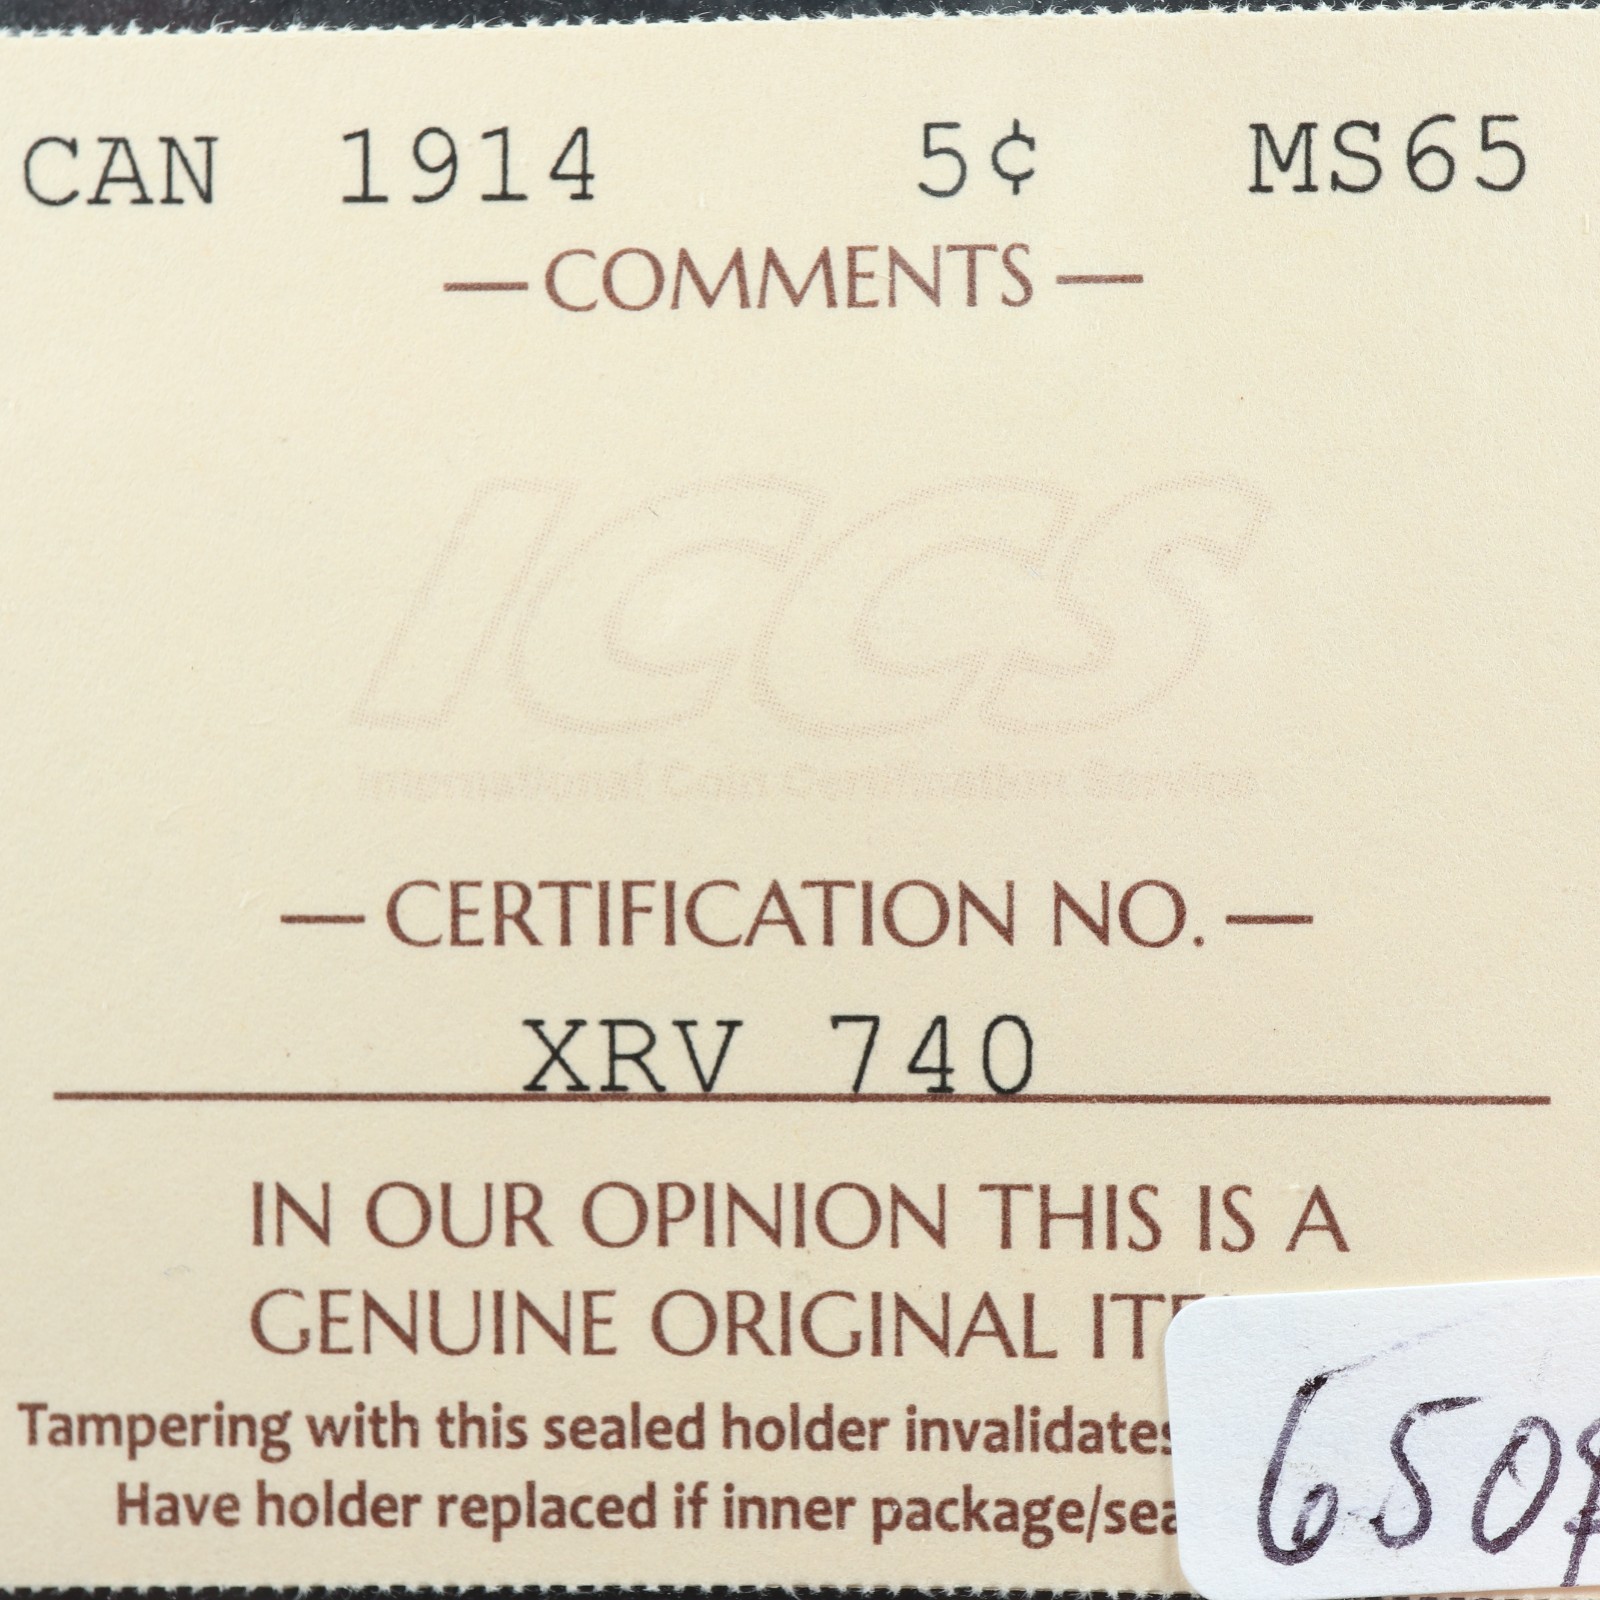 CAN 1914 5¢ MS65
— COMMENTS —
ICCS
International Coin Certification Service
— CERTIFICATION NO. —
XRV 740
IN OUR OPINION THIS IS A
GENUINE ORIGINAL
Tampering with this sealed holder invalidates
Have holder replaced if inner package/sea
650